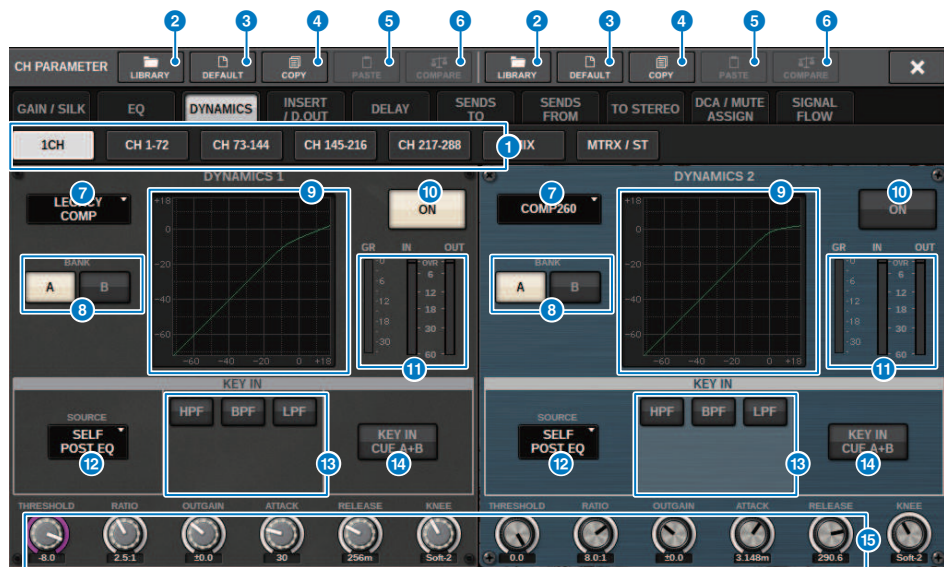 2 3 4 5 6 2 3 4 5 6
CH PARAMETER LIBRARY DEFAULT COPY PASTE COMPARE LIBRARY DEFAULT COPY PASTE COMPARE ×
GAIN / SILK EQ DYNAMICS INSERT / D.OUT DELAY SENDS TO SENDS FROM TO STEREO DCA / MUTE ASSIGN SIGNAL FLOW
1CH CH 1-72 CH 73-144 CH 145-216 CH 217-288 1 MIX MTRX / ST
DYNAMICS 1
7 9 10
LEGACY COMP
ON
+18
0
-20
-40
-60
-60 -40 -20 0 +18
BANK
A B
8
GR IN OUT
0 OVR
-6 6
-12 12
-18 18
-30 30
60
11
KEY IN
SOURCE
SELF POST EQ
12
HPF BPF LPF
13
KEY IN CUE A+B
14
THRESHOLD RATIO OUTGAIN ATTACK RELEASE KNEE
-8.0 2.5:1 ±0.0 30 256m Soft-2
DYNAMICS 2
7 9 10
COMP260
ON
+18
0
-20
-40
-60
-60 -40 -20 0 +18
BANK
A B
8
GR IN OUT
0 OVR
-6 6
-12 12
-18 18
-30 30
60
11
KEY IN
SOURCE
SELF POST EQ
12
HPF BPF LPF
13
KEY IN CUE A+B
14
THRESHOLD RATIO OUTGAIN ATTACK RELEASE KNEE
15
0.0 8.0:1 ±0.0 3.148m 290.6 Soft-2